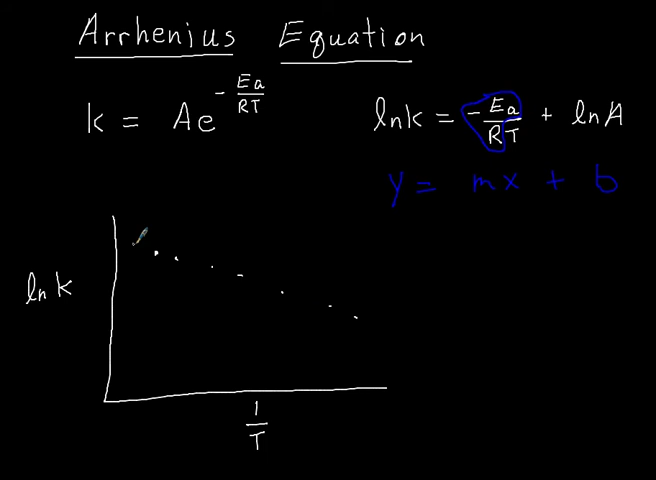 Arrhenius Equation
k = Ae^(-Ea/RT)
lnk = -Ea/RT + lnA
y = mx + b
lnk
1/T